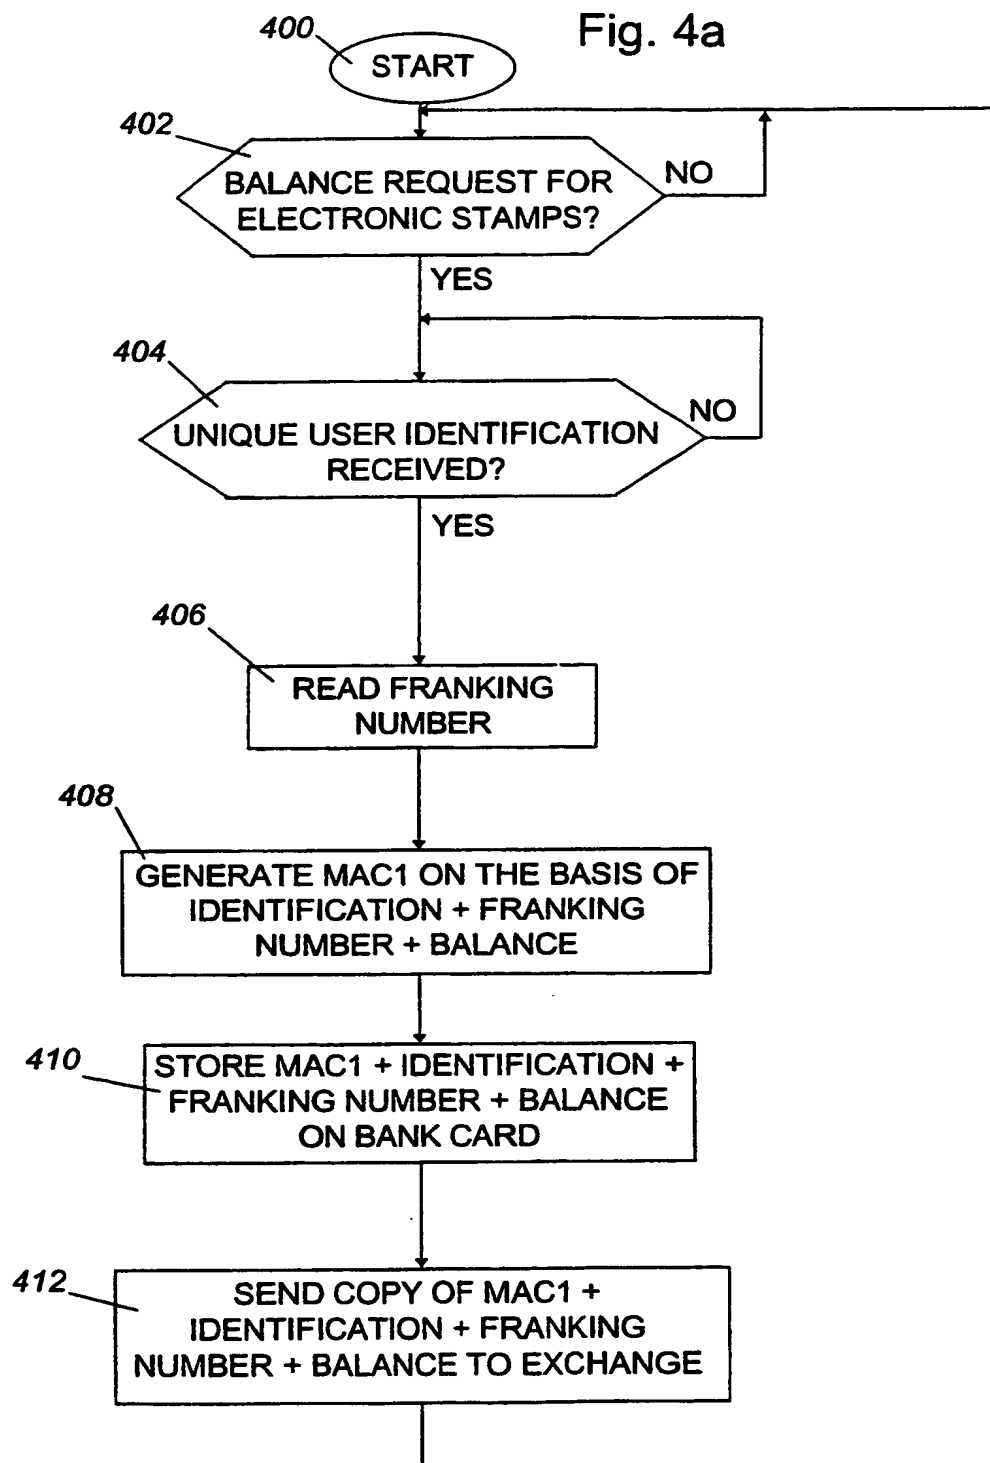 Fig. 4a
400
START
402
BALANCE REQUEST FOR
ELECTRONIC STAMPS?
NO
YES
404
UNIQUE USER IDENTIFICATION
RECEIVED?
NO
YES
406
READ FRANKING
NUMBER
408
GENERATE MAC1 ON THE BASIS OF
IDENTIFICATION + FRANKING
NUMBER + BALANCE
410
STORE MAC1 + IDENTIFICATION +
FRANKING NUMBER + BALANCE
ON BANK CARD
412
SEND COPY OF MAC1 +
IDENTIFICATION + FRANKING
NUMBER + BALANCE TO EXCHANGE